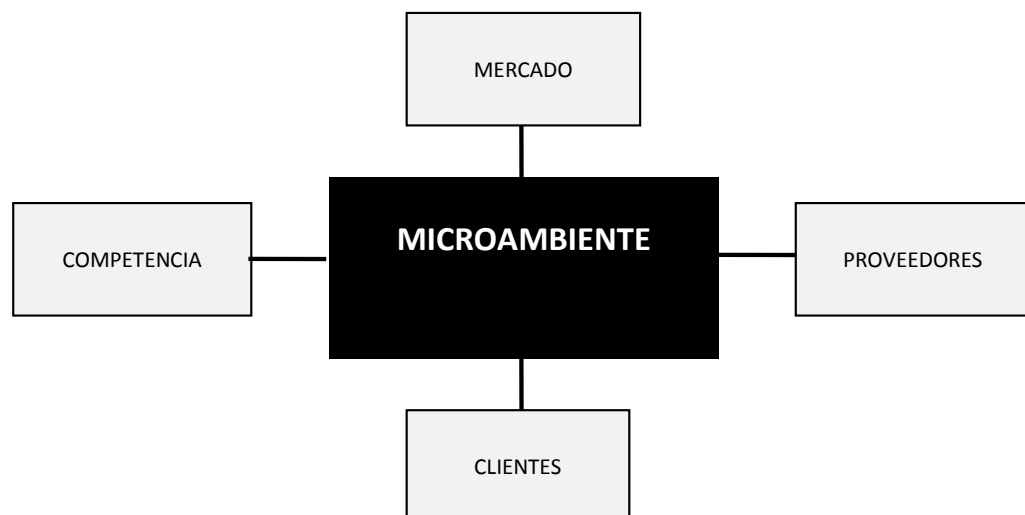 MERCADO
MICROAMBIENTE
COMPETENCIA
PROVEEDORES
CLIENTES